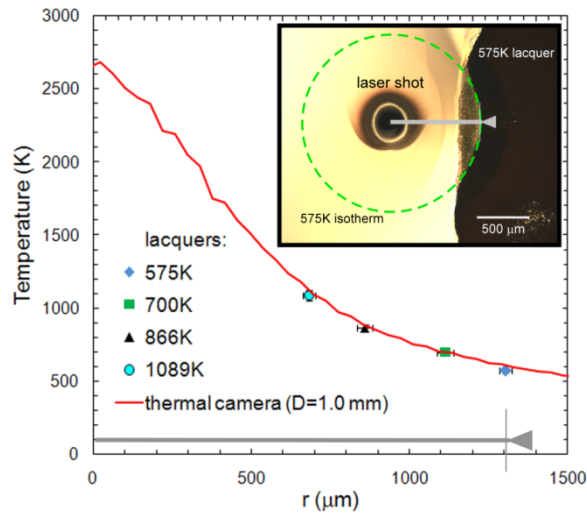 3000
2500
2000
1500
1000
500
0
Temperature (K)
575K lacquer
laser shot
575K isotherm
500 μm
lacquers:
575K
700K
866K
1089K
thermal camera (D=1.0 mm)
0
500
1000
1500
r (μm)